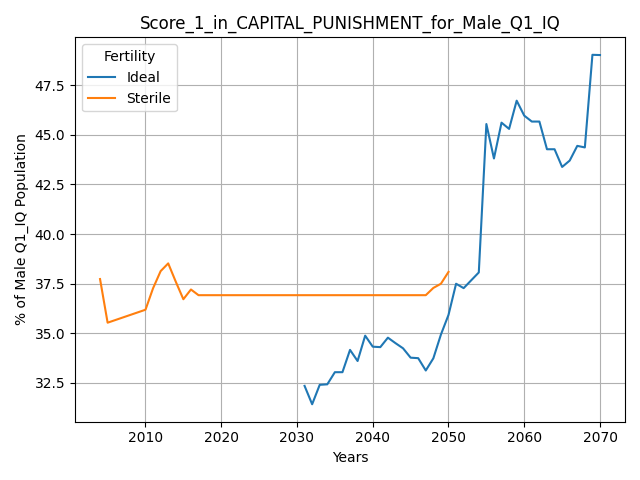 Score_1_in_CAPITAL_PUNISHMENT_for_Male_Q1_IQ
Fertility
Ideal
Sterile
% of Male Q1_IQ Population
47.5
45.0
42.5
40.0
37.5
35.0
32.5
2010 2020 2030 2040 2050 2060 2070
Years